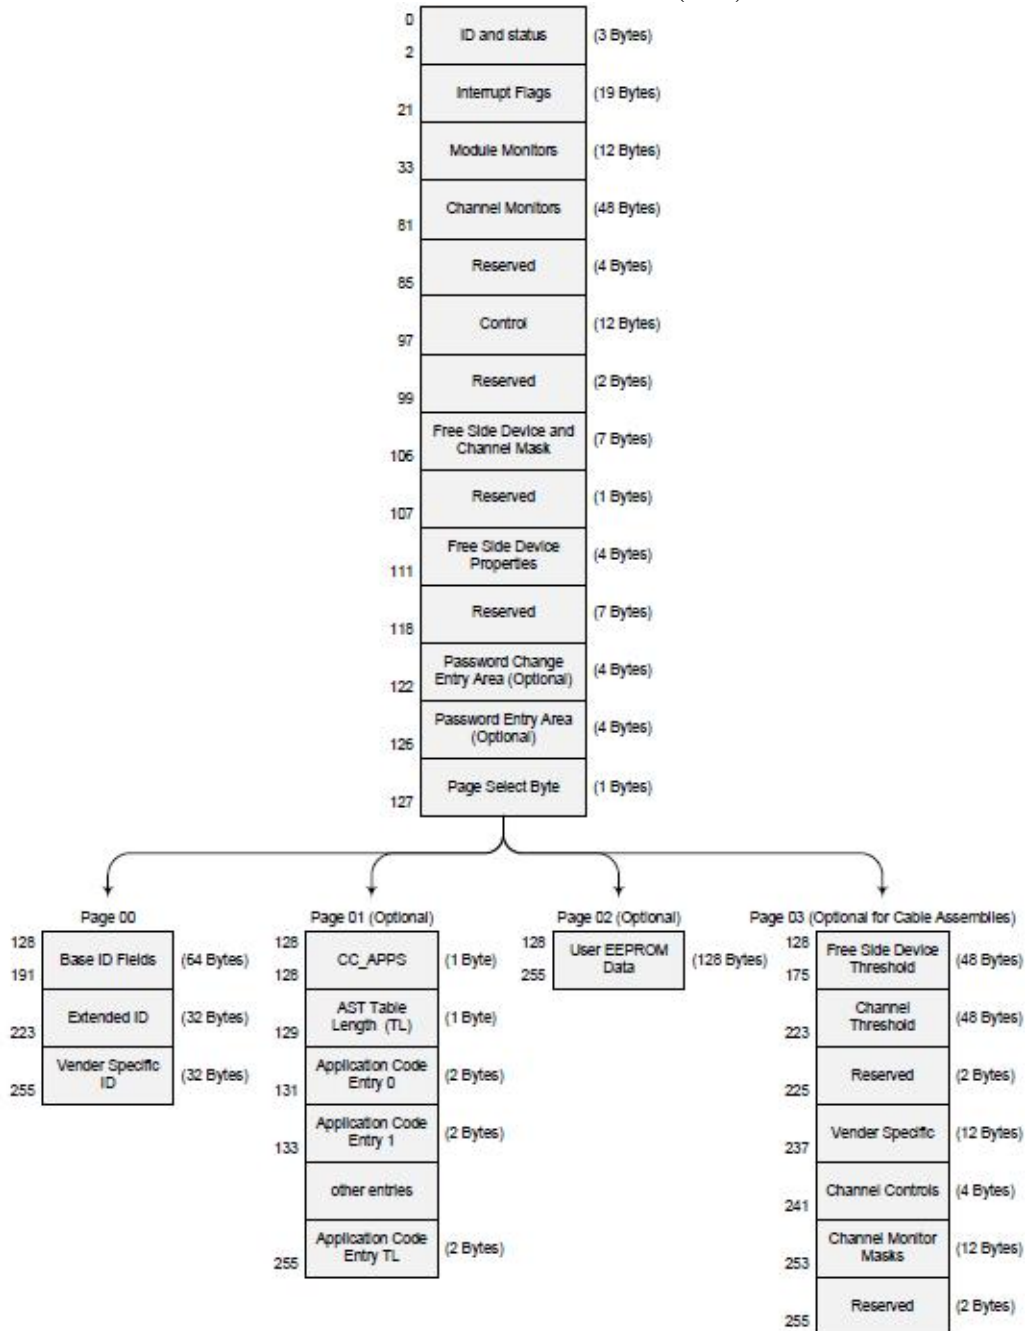 0
ID and status (3 Bytes)
2
Interrupt Flags (19 Bytes)
21
Module Monitors (12 Bytes)
33
Channel Monitors (48 Bytes)
81
Reserved (4 Bytes)
85
Control (12 Bytes)
97
Reserved (2 Bytes)
99
Free Side Device and
Channel Mask
(7 Bytes)
106
Reserved (1 Bytes)
107
Free Side Device
Properties
(4 Bytes)
111
Reserved (7 Bytes)
118
Password Change
Entry Area (Optional)
(4 Bytes)
122
Password Entry Area
(Optional)
(4 Bytes)
126
Page Select Byte (1 Bytes)
127
Page 00
128
Base ID Fields (64 Bytes)
191
Extended ID (32 Bytes)
223
Vender Specific
ID
(32 Bytes)
255
Page 01 (Optional)
128
CC_APPS (1 Byte)
128
AST Table
Length (TL)
(1 Byte)
129
Application Code
Entry 0
(2 Bytes)
131
Application Code
Entry 1
(2 Bytes)
133
other entries
Application Code
Entry TL
(2 Bytes)
255
Page 02 (Optional)
128
User EEPROM
Data
(128 Bytes)
255
Page 03 (Optional for Cable Assemblies)
128
Free Side Device
Threshold
(48 Bytes)
175
Channel
Threshold
(48 Bytes)
223
Reserved (2 Bytes)
225
Vender Specific (12 Bytes)
237
Channel Controls (4 Bytes)
241
Channel Monitor
Masks
(12 Bytes)
253
Reserved (2 Bytes)
255